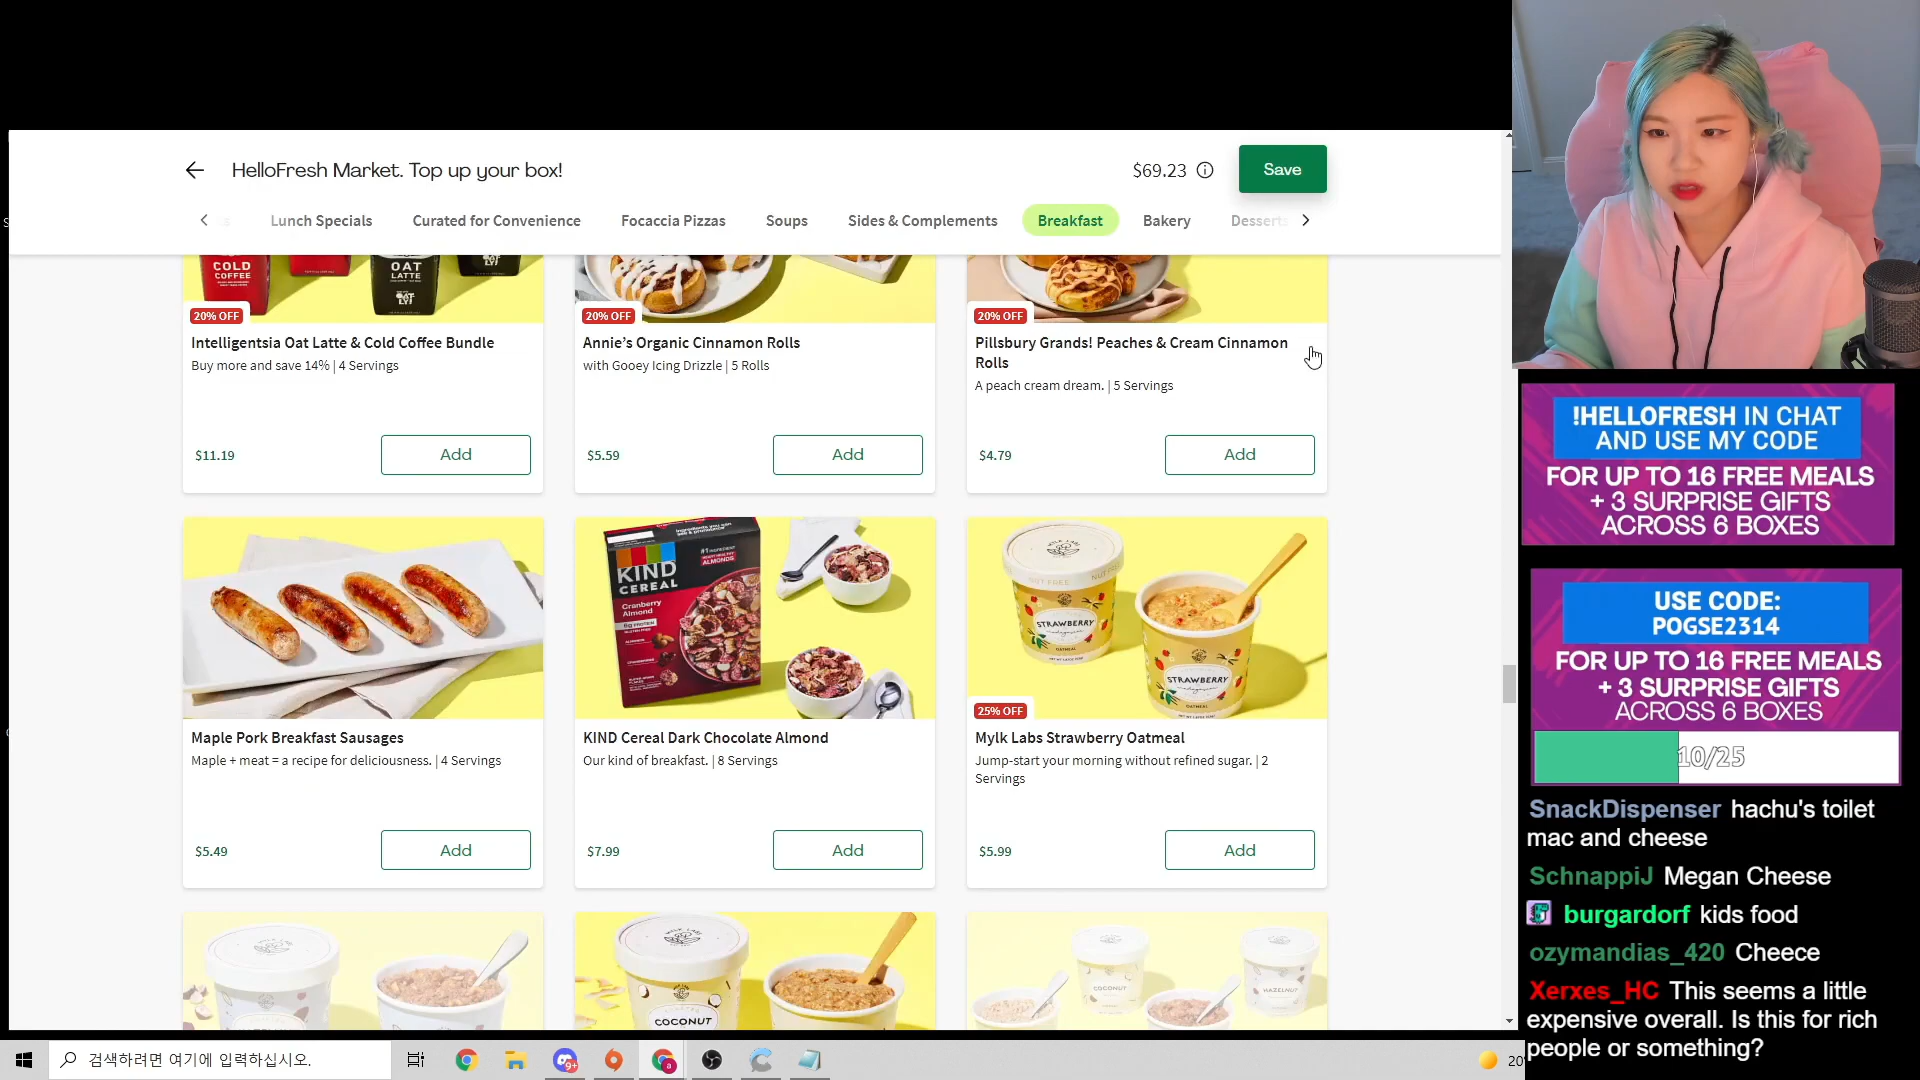 HelloFresh Market. Top up your box!
$69.23
Save
Lunch Specials
Curated for Convenience
Focaccia Pizzas
Soups
Sides & Complements
Breakfast
Bakery
Desserts
COLD
COFFEE
OAT
LATTE
20% OFF
Intelligentsia Oat Latte & Cold Coffee Bundle
Buy more and save 14% | 4 Servings
$11.19
Add
20% OFF
Annie's Organic Cinnamon Rolls
with Gooey Icing Drizzle | 5 Rolls
$5.59
Add
20% OFF
Pillsbury Grands! Peaches & Cream Cinnamon
Rolls
A peach cream dream. | 5 Servings
$4.79
Add
Maple Pork Breakfast Sausages
Maple + meat = a recipe for deliciousness. | 4 Servings
$5.49
Add
KIND
CEREAL
Cranberry
Almond
ALMONDS
KIND Cereal Dark Chocolate Almond
Our kind of breakfast. | 8 Servings
$7.99
Add
STRAWBERRY
OATMEAL
STRAWBERRY
OATMEAL
25% OFF
Mylk Labs Strawberry Oatmeal
Jump-start your morning without refined sugar. | 2
Servings
$5.99
Add
COCONUT
COCONUT
HAZELNUT
!HELLOFRESH IN CHAT
AND USE MY CODE
FOR UP TO 16 FREE MEALS
+ 3 SURPRISE GIFTS
ACROSS 6 BOXES
USE CODE:
POGSE2314
FOR UP TO 16 FREE MEALS
+ 3 SURPRISE GIFTS
ACROSS 6 BOXES
10/25
SnackDispenser hachu's toilet
mac and cheese
SchnappiJ Megan Cheese
burgardorf kids food
ozymandias_420 Cheece
Xerxes_HC This seems a little
expensive overall. Is this for rich
people or something?
검색하려면 여기에 입력하십시오.
9+
20